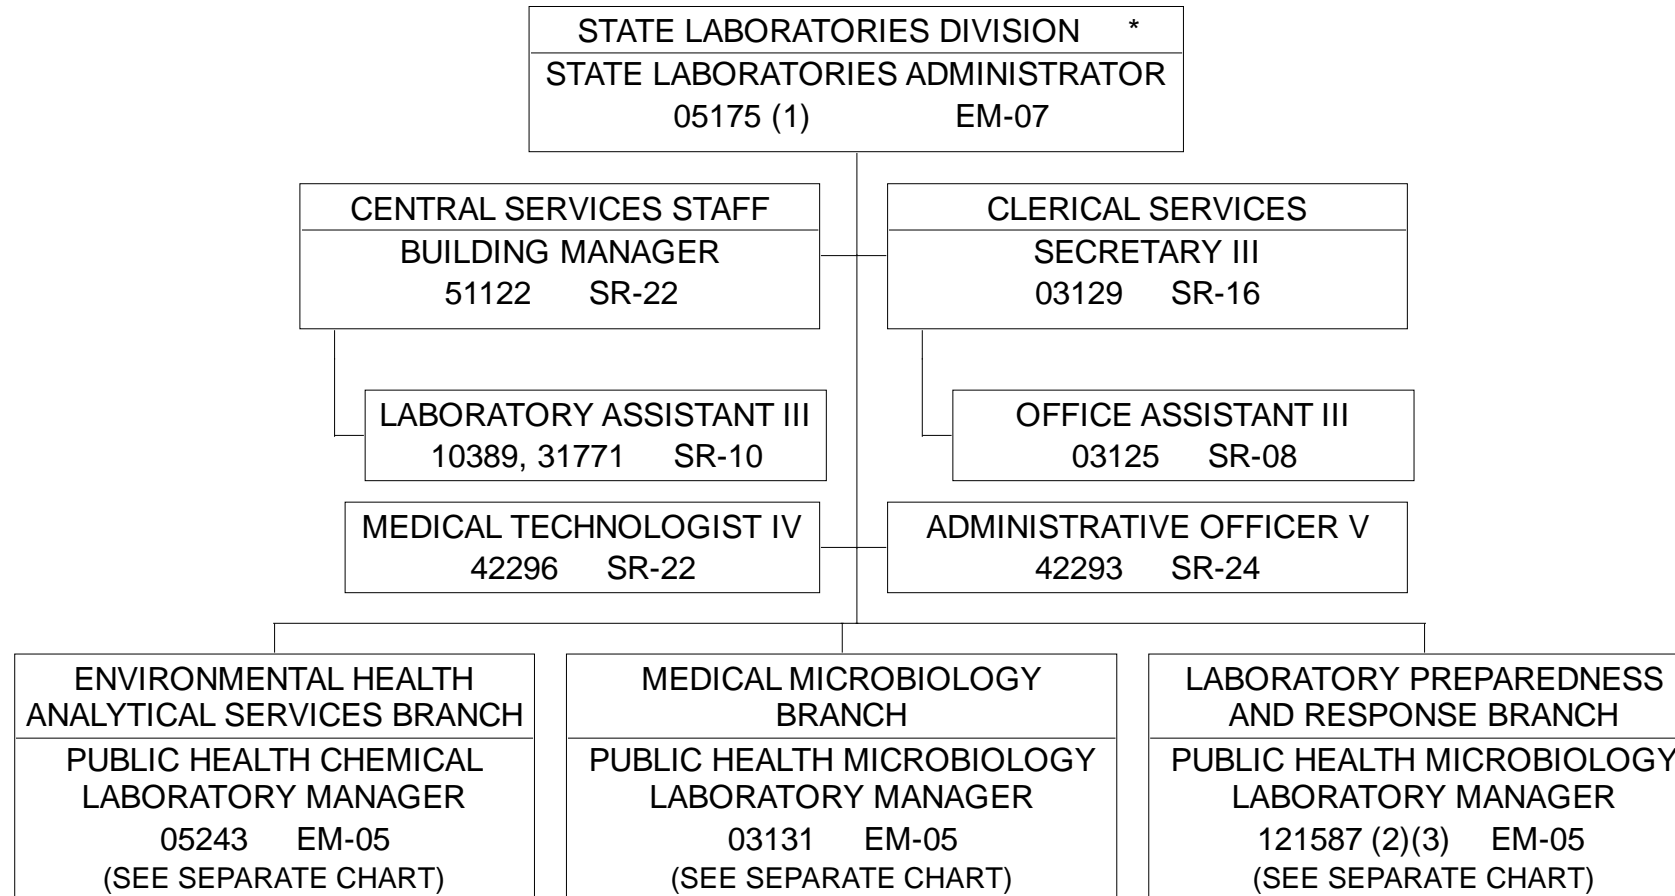 STATE LABORATORIES DIVISION *
STATE LABORATORIES ADMINISTRATOR
05175 (1) EM-07
CENTRAL SERVICES STAFF
BUILDING MANAGER
51122 SR-22
CLERICAL SERVICES
SECRETARY III
03129 SR-16
LABORATORY ASSISTANT III
10389, 31771 SR-10
OFFICE ASSISTANT III
03125 SR-08
MEDICAL TECHNOLOGIST IV
42296 SR-22
ADMINISTRATIVE OFFICER V
42293 SR-24
ENVIRONMENTAL HEALTH
ANALYTICAL SERVICES BRANCH
PUBLIC HEALTH CHEMICAL
LABORATORY MANAGER
05243 EM-05
(SEE SEPARATE CHART)
MEDICAL MICROBIOLOGY
BRANCH
PUBLIC HEALTH MICROBIOLOGY
LABORATORY MANAGER
03131 EM-05
(SEE SEPARATE CHART)
LABORATORY PREPAREDNESS
AND RESPONSE BRANCH
PUBLIC HEALTH MICROBIOLOGY
LABORATORY MANAGER
121587 (2)(3) EM-05
(SEE SEPARATE CHART)